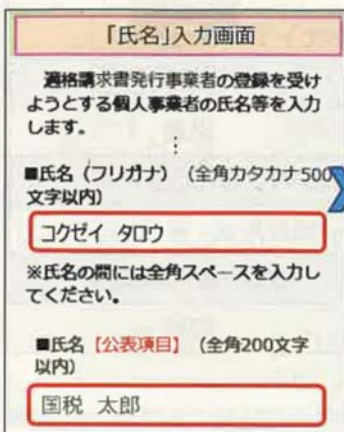 「氏名」入力画面
適格請求書発行事業者の登録を受け
ようとする個人事業者の氏名等を入力
します。
⋮
■氏名(フリガナ)(全角カタカナ500
文字以内)
コクゼイ タロウ
※氏名の間には全角スペースを入力し
てください。
■氏名【公表項目】(全角200文字
以内)
国税 太郎